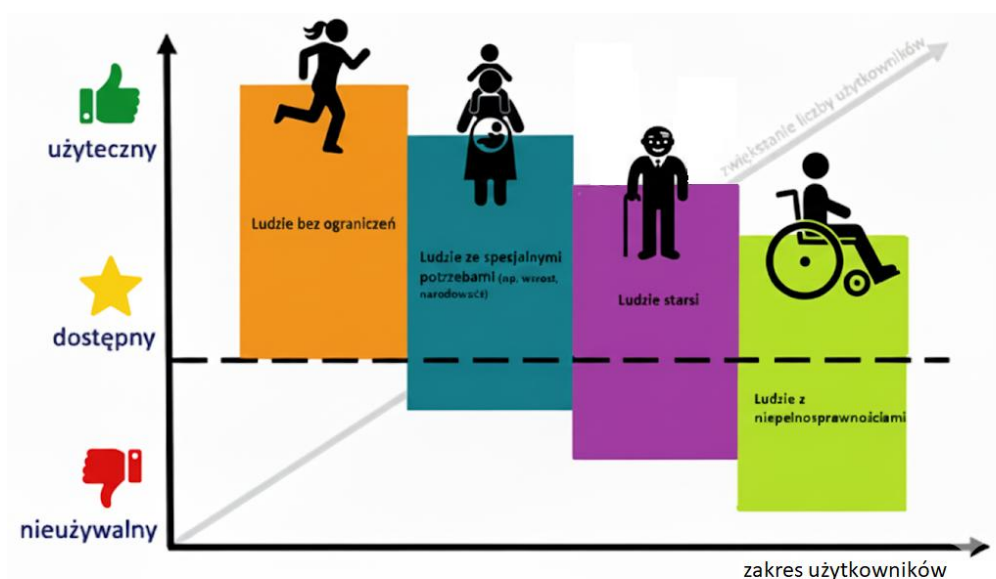 użyteczny
dostępny
nieużywalny
Ludzie bez ograniczeń
Ludzie ze specjalnymi
potrzebami (np. wzrost,
narodowość)
Ludzie starsi
Ludzie z
niepełnosprawnościami
zwiększtanie liczby użytkowników
zakres użytkowników